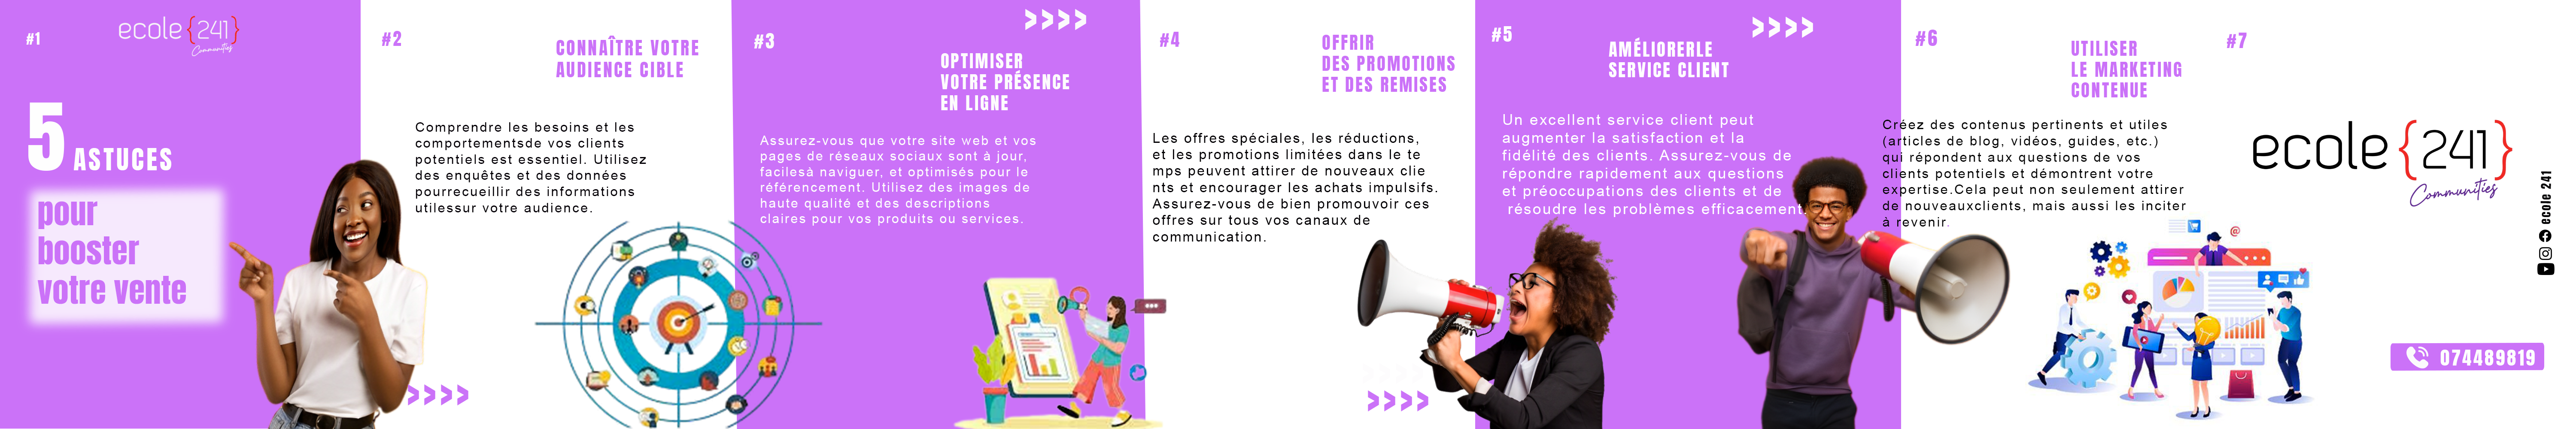 #1
ecole {241}
Communities
5 ASTUCES
pour
booster
votre vente
#2
CONNAÎTRE VOTRE
AUDIENCE CIBLE
Comprendre les besoins et les
comportementsde vos clients
potentiels est essentiel. Utilisez
des enquêtes et des données
pourrecueillir des informations
utilessur votre audience.
>>>>
#3
>>>>
OPTIMISER
VOTRE PRÉSENCE
EN LIGNE
Assurez-vous que votre site web et vos
pages de réseaux sociaux sont à jour,
facilesà naviguer, et optimisés pour le
référencement. Utilisez des images de
haute qualité et des descriptions
claires pour vos produits ou services.
#4
OFFRIR
DES PROMOTIONS
ET DES REMISES
Les offres spéciales, les réductions,
et les promotions limitées dans le te
mps peuvent attirer de nouveaux clie
nts et encourager les achats impulsifs.
Assurez-vous de bien promouvoir ces
offres sur tous vos canaux de
communication.
>>>>
#5
>>>>
AMÉLIORERLE
SERVICE CLIENT
Un excellent service client peut
augmenter la satisfaction et la
fidélité des clients. Assurez-vous de
répondre rapidement aux questions
et préoccupations des clients et de
résoudre les problèmes efficacement.
#6
UTILISER
LE MARKETING
CONTENUE
Créez des contenus pertinents et utiles
(articles de blog, vidéos, guides, etc.)
qui répondent aux questions de vos
clients potentiels et démontrent votre
expertise.Cela peut non seulement attirer
de nouveauxclients, mais aussi les inciter
à revenir.
@
#7
ecole {241}
Communities
ecole 241
074489819